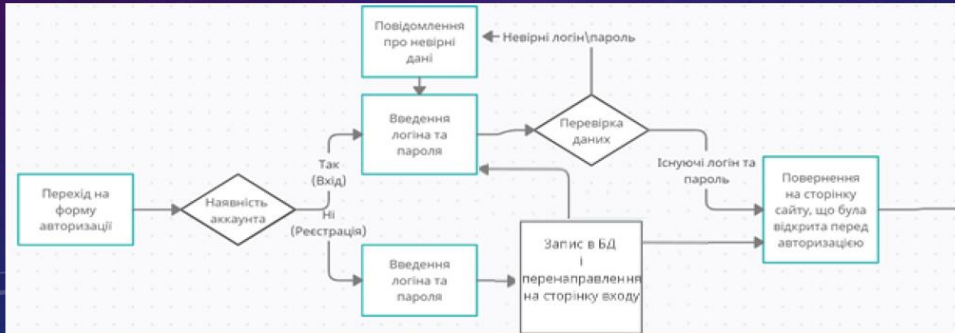 Повідомлення
про невірні
дані
Невірні логін\пароль
Введення
логіна та
пароля
Перевірка
даних
Так
(Вхід)
Існуючі логін та
пароль
Перехід на
форму
авторизації
Наявність
аккаунта
Ні
(Реєстрація)
Повернення
на сторінку
сайту, що була
відкрита перед
авторизацією
Введення
логіна та
пароля
Запис в БД
і
перенаправлення
на сторінку входу